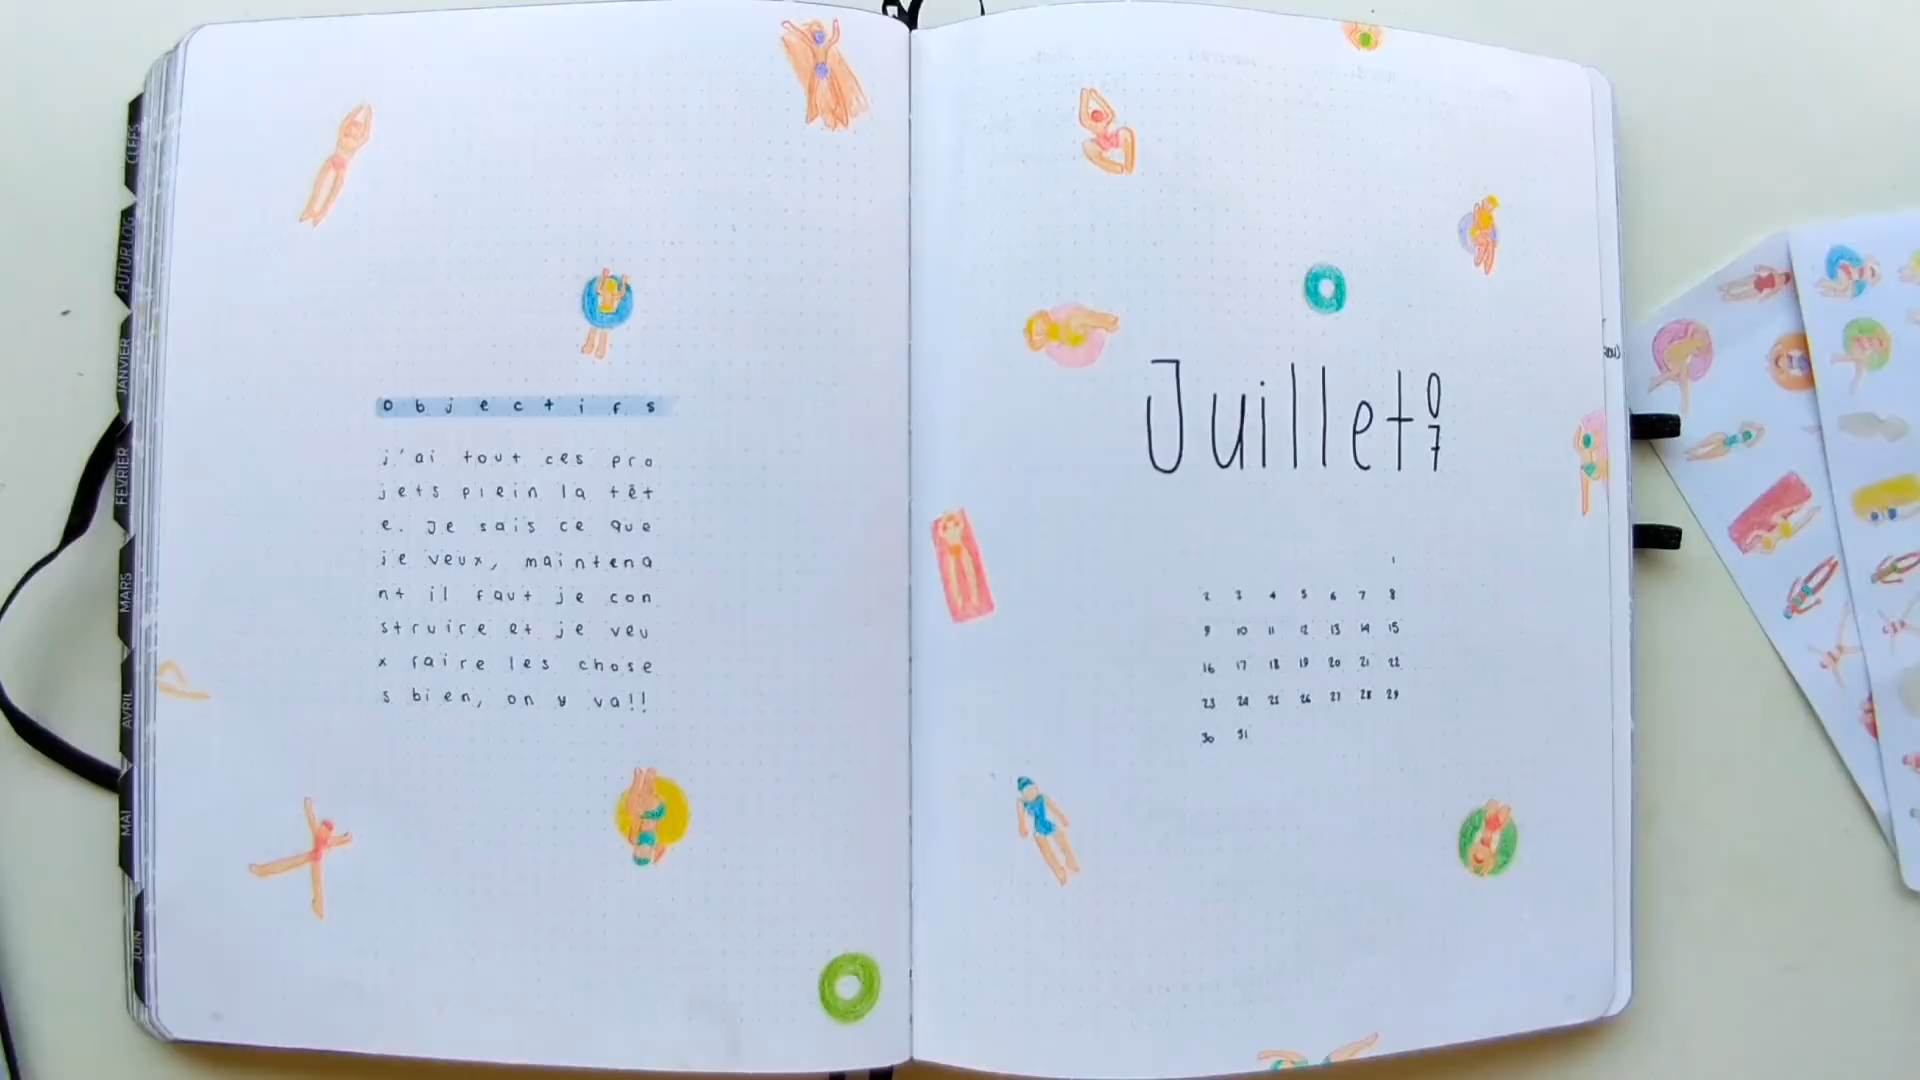 CLEFS
FUTUR LOG
JANVIER
FEVRIER
MARS
AVRIL
MAI
JUIN
objectifs
j'ai tout ces pro
jets plein la têt
e. Je sais ce que
je veux, maintena
nt il faut je con
struire et je veu
x faire les chose
s bien, on y va!!
Juillet 07
1
2 3 4 5 6 7 8
9 10 11 12 13 14 15
16 17 18 19 20 21 22
23 24 25 26 27 28 29
30 31